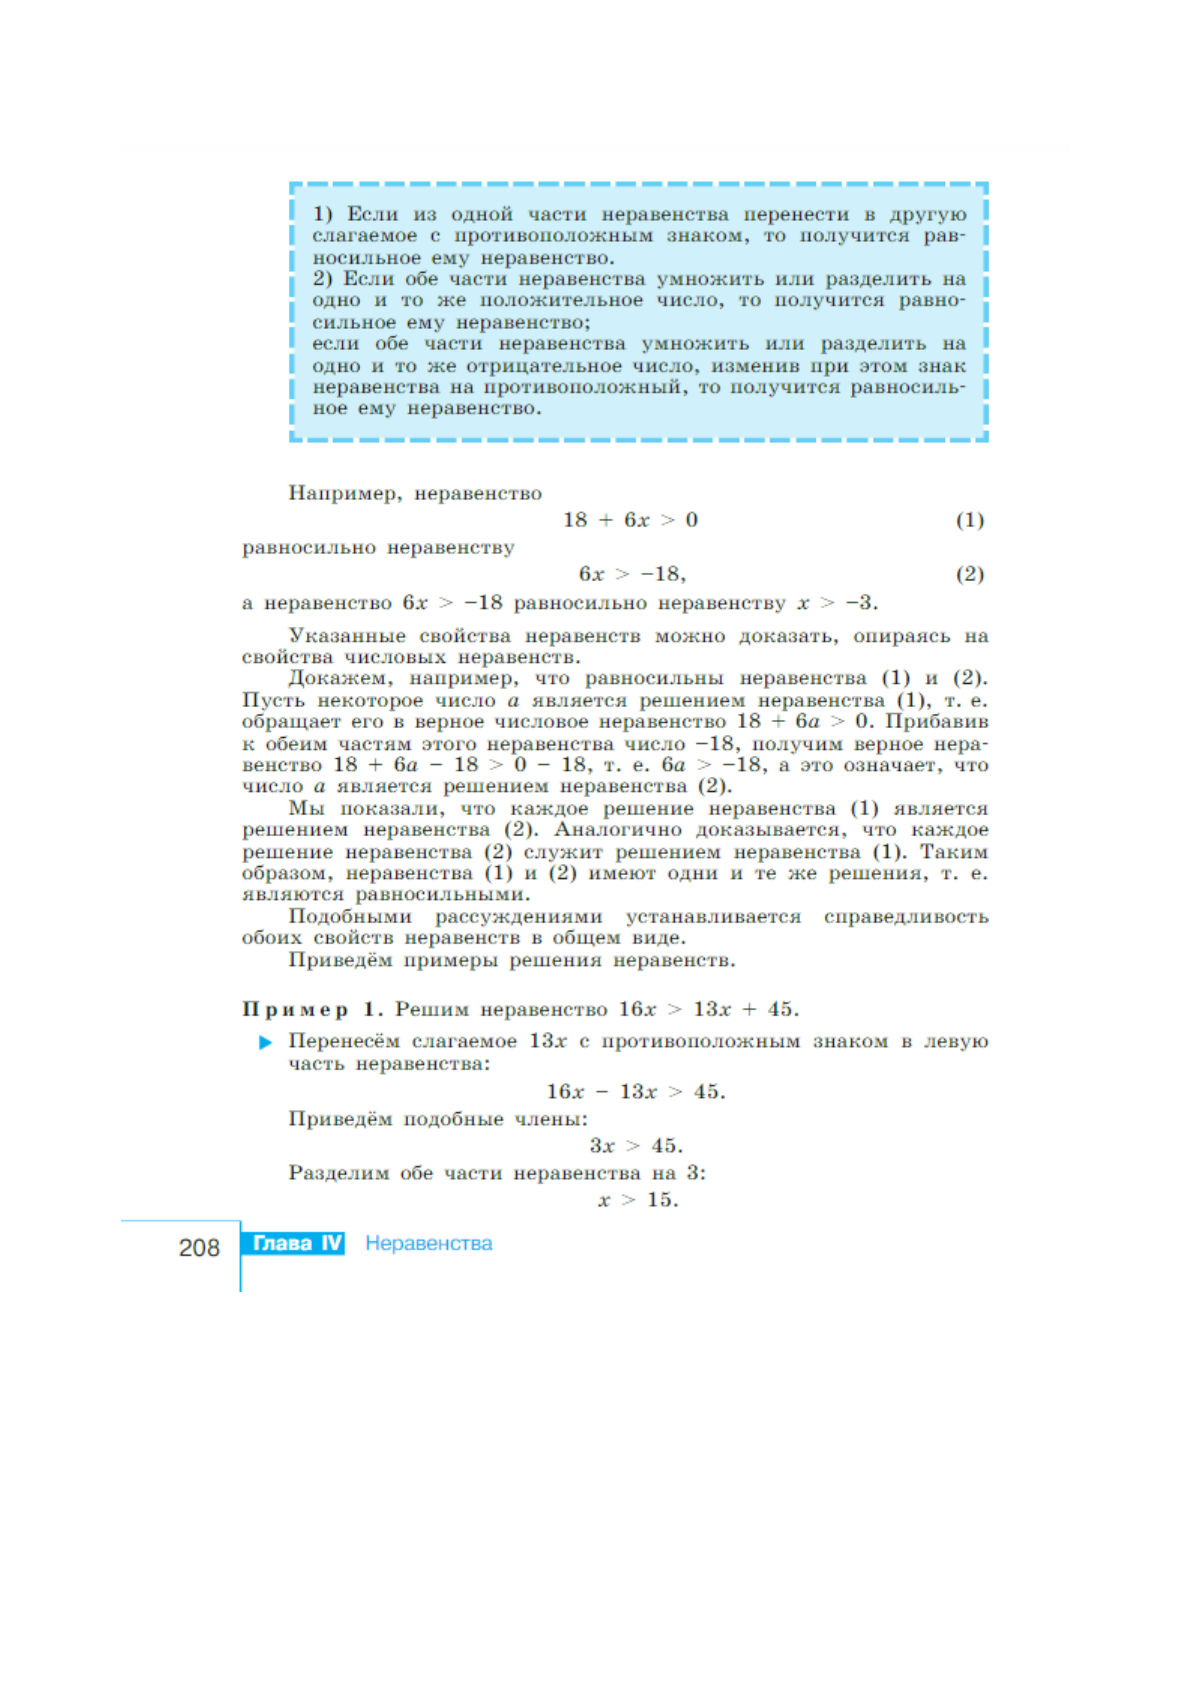 1) Если из одной части неравенства перенести в другую
слагаемое с противоположным знаком, то получится рав-
носильное ему неравенство.
2) Если обе части неравенства умножить или разделить на
одно и то же положительное число, то получится равно-
сильное ему неравенство;
если обе части неравенства умножить или разделить на
одно и то же отрицательное число, изменив при этом знак
неравенства на противоположный, то получится равносиль-
ное ему неравенство.
Например, неравенство
18 + 6x > 0 (1)
равносильно неравенству
6x > −18, (2)
а неравенство 6x > −18 равносильно неравенству x > −3.
Указанные свойства неравенств можно доказать, опираясь на
свойства числовых неравенств.
Докажем, например, что равносильны неравенства (1) и (2).
Пусть некоторое число a является решением неравенства (1), т. е.
обращает его в верное числовое неравенство 18 + 6a > 0. Прибавив
к обеим частям этого неравенства число −18, получим верное нера-
венство 18 + 6a − 18 > 0 − 18, т. е. 6a > −18, а это означает, что
число a является решением неравенства (2).
Мы показали, что каждое решение неравенства (1) является
решением неравенства (2). Аналогично доказывается, что каждое
решение неравенства (2) служит решением неравенства (1). Таким
образом, неравенства (1) и (2) имеют одни и те же решения, т. е.
являются равносильными.
Подобными рассуждениями устанавливается справедливость
обоих свойств неравенств в общем виде.
Приведём примеры решения неравенств.
Пример 1. Решим неравенство 16x > 13x + 45.
Перенесём слагаемое 13x с противоположным знаком в левую
часть неравенства:
16x − 13x > 45.
Приведём подобные члены:
3x > 45.
Разделим обе части неравенства на 3:
x > 15.
208 Глава IV Неравенства